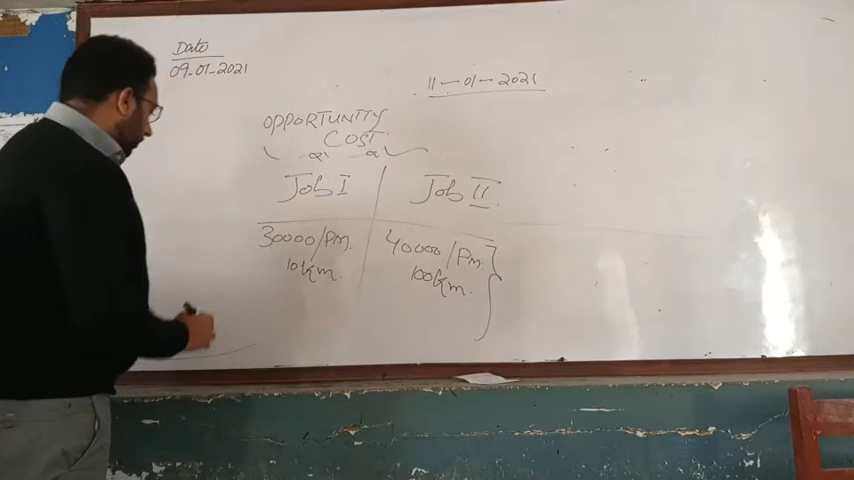 Date
09-01-2021
11-01-2021
OPPORTUNITY
COST
Job I
Job II
30000/Pm.
40000/Pm.
10Km.
100Km.